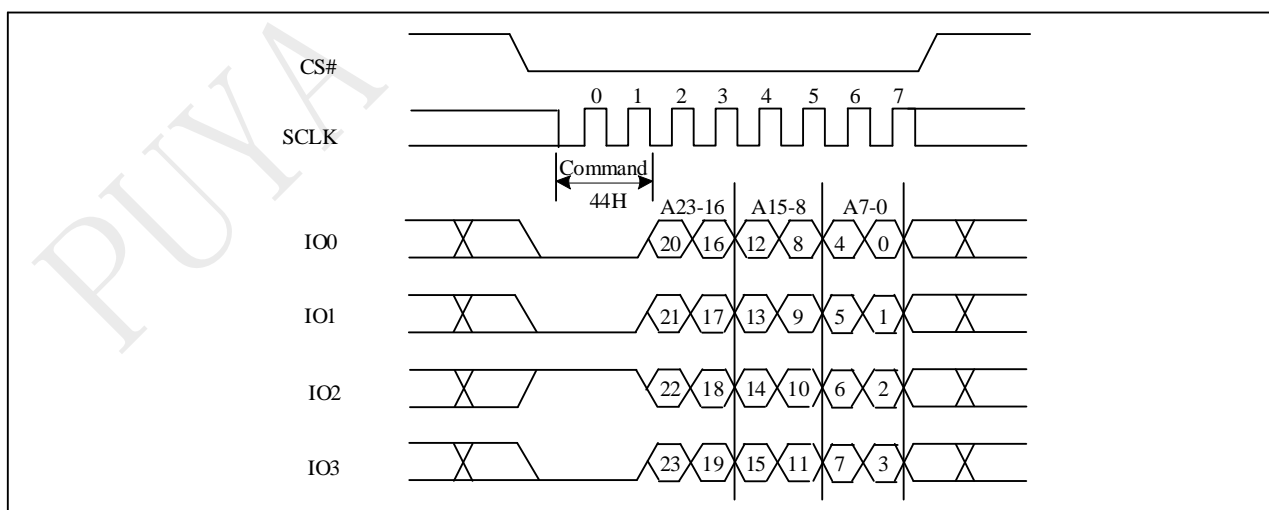 PUYA
CS#
0 1 2 3 4 5 6 7
SCLK
Command
44H
A23-16 A15-8 A7-0
IO0 20 16 12 8 4 0
IO1 21 17 13 9 5 1
IO2 22 18 14 10 6 2
IO3 23 19 15 11 7 3